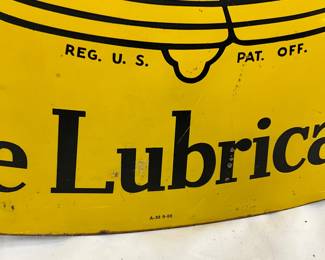 REG. U. S. PAT. OFF.
e Lubrica